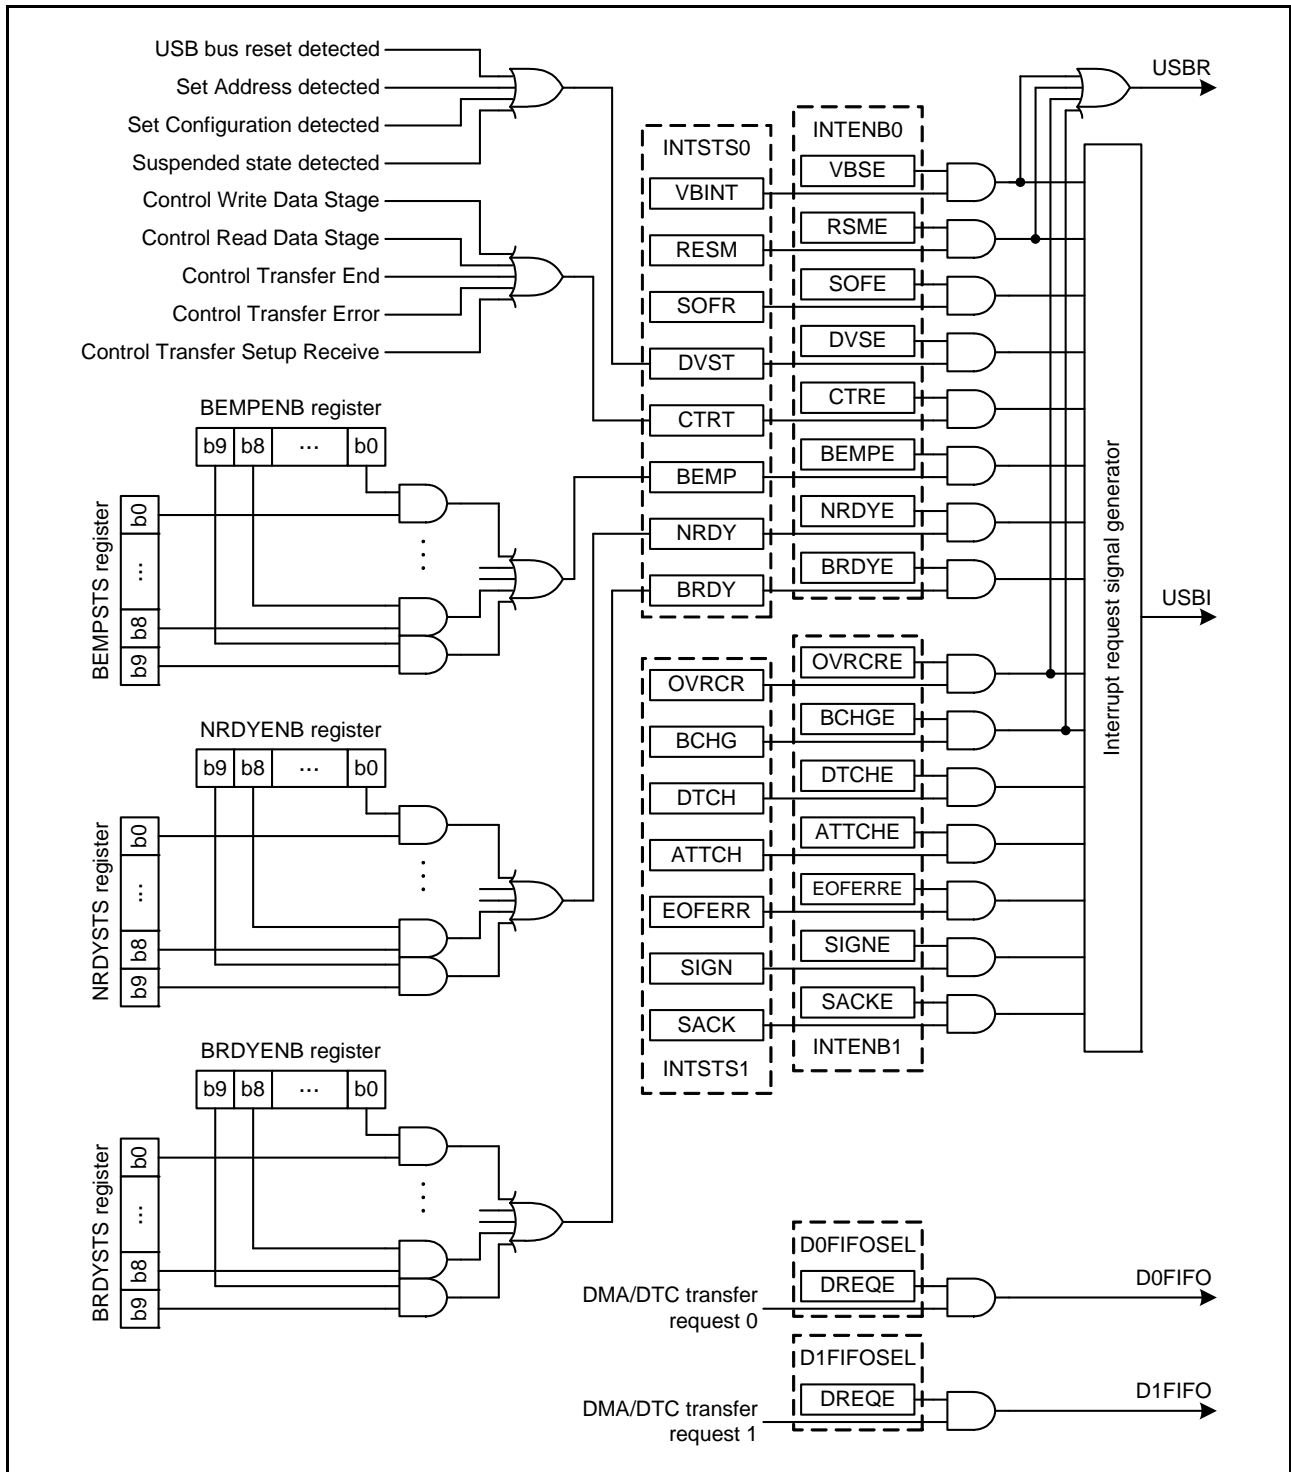 USB bus reset detected
Set Address detected
Set Configuration detected
Suspended state detected
Control Write Data Stage
Control Read Data Stage
Control Transfer End
Control Transfer Error
Control Transfer Setup Receive
BEMPENB register
b9 b8 ... b0
BEMPSTS register
b0
...
b8
b9
NRDYENB register
b9 b8 ... b0
NRDYSTS register
b0
...
b8
b9
BRDYENB register
b9 b8 ... b0
BRDYSTS register
b0
...
b8
b9
INTSTS0
VBINT
RESM
SOFR
DVST
CTRT
BEMP
NRDY
BRDY
INTENB0
VBSE
RSME
SOFE
DVSE
CTRE
BEMPE
NRDYE
BRDYE
OVRCR
BCHG
DTCH
ATTCH
EOFERR
SIGN
SACK
INTSTS1
OVRCRE
BCHGE
DTCHE
ATTCHE
EOFERRE
SIGNE
SACKE
INTENB1
Interrupt request signal generator
USBR
USBI
D0FIFOSEL
DREQE
DMA/DTC transfer
request 0
D0FIFO
D1FIFOSEL
DREQE
DMA/DTC transfer
request 1
D1FIFO